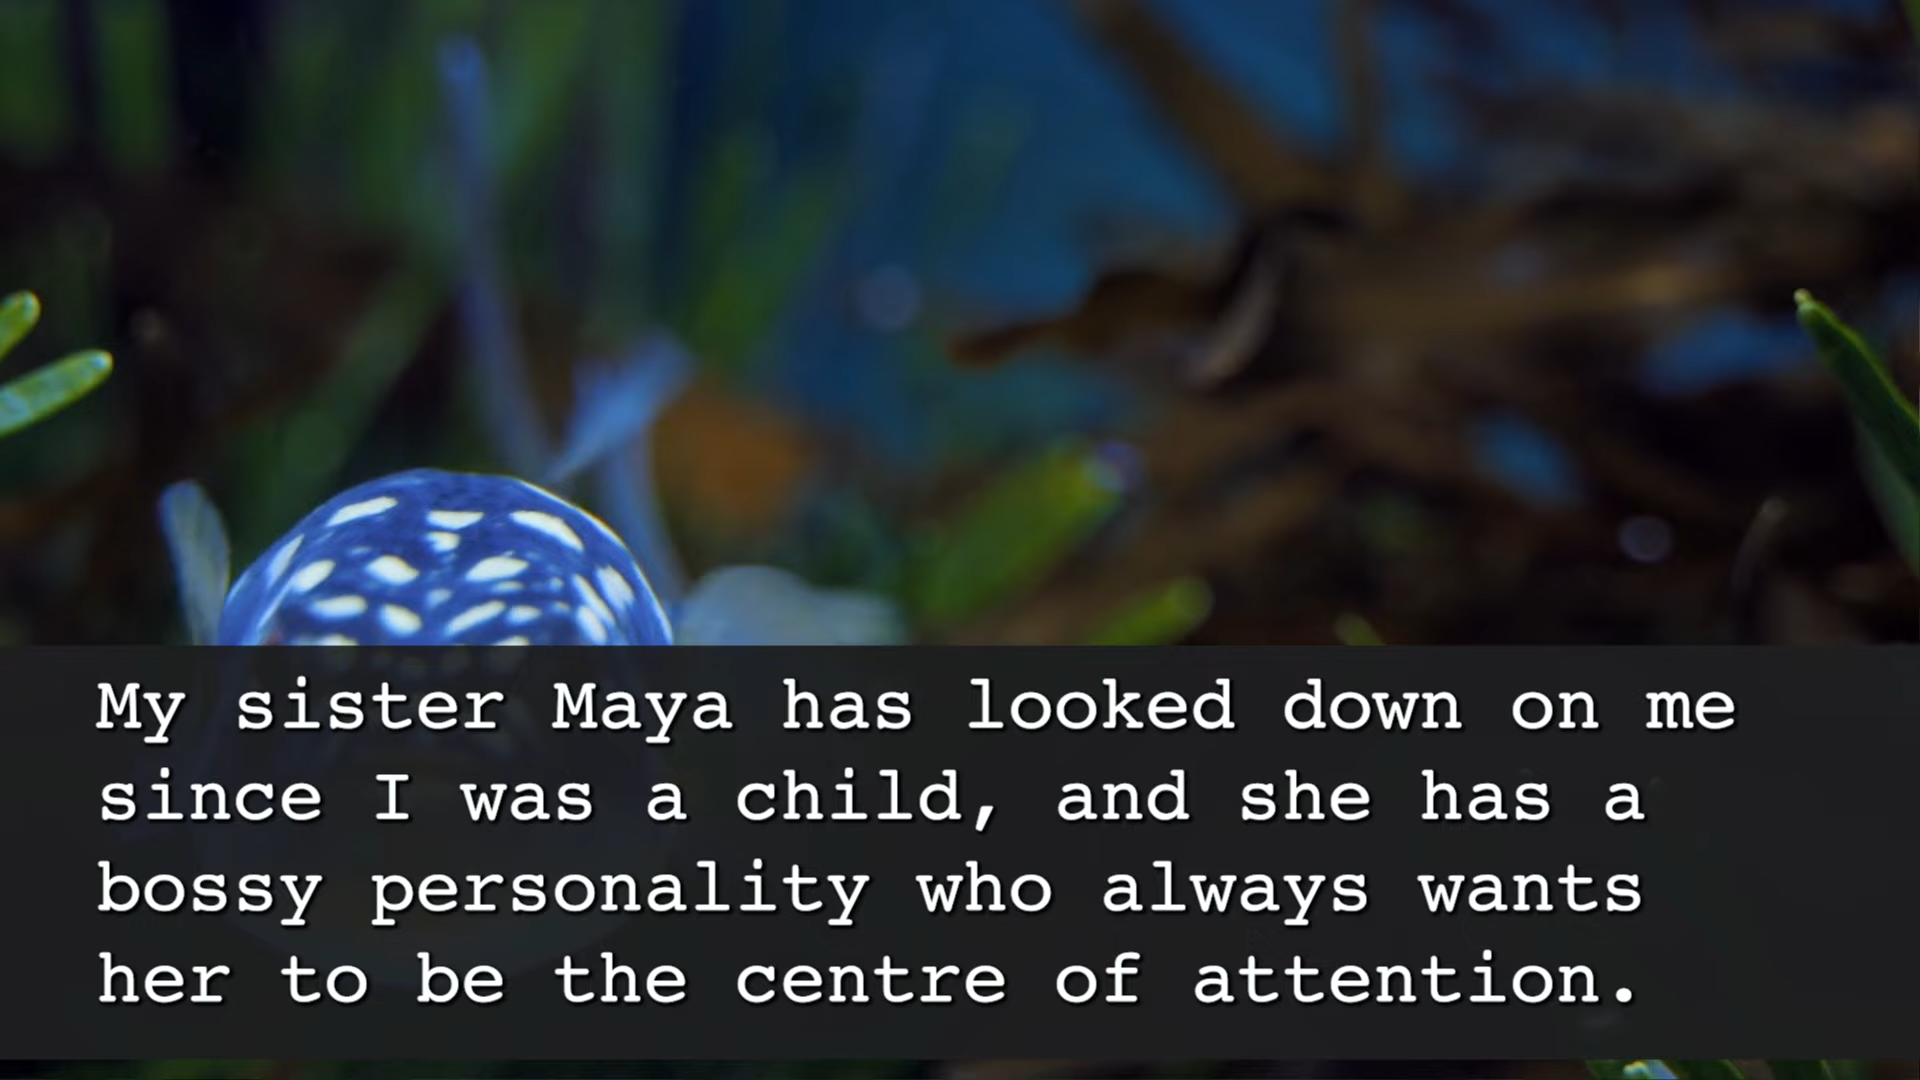 My sister Maya has looked down on me
since I was a child, and she has a
bossy personality who always wants
her to be the centre of attention.